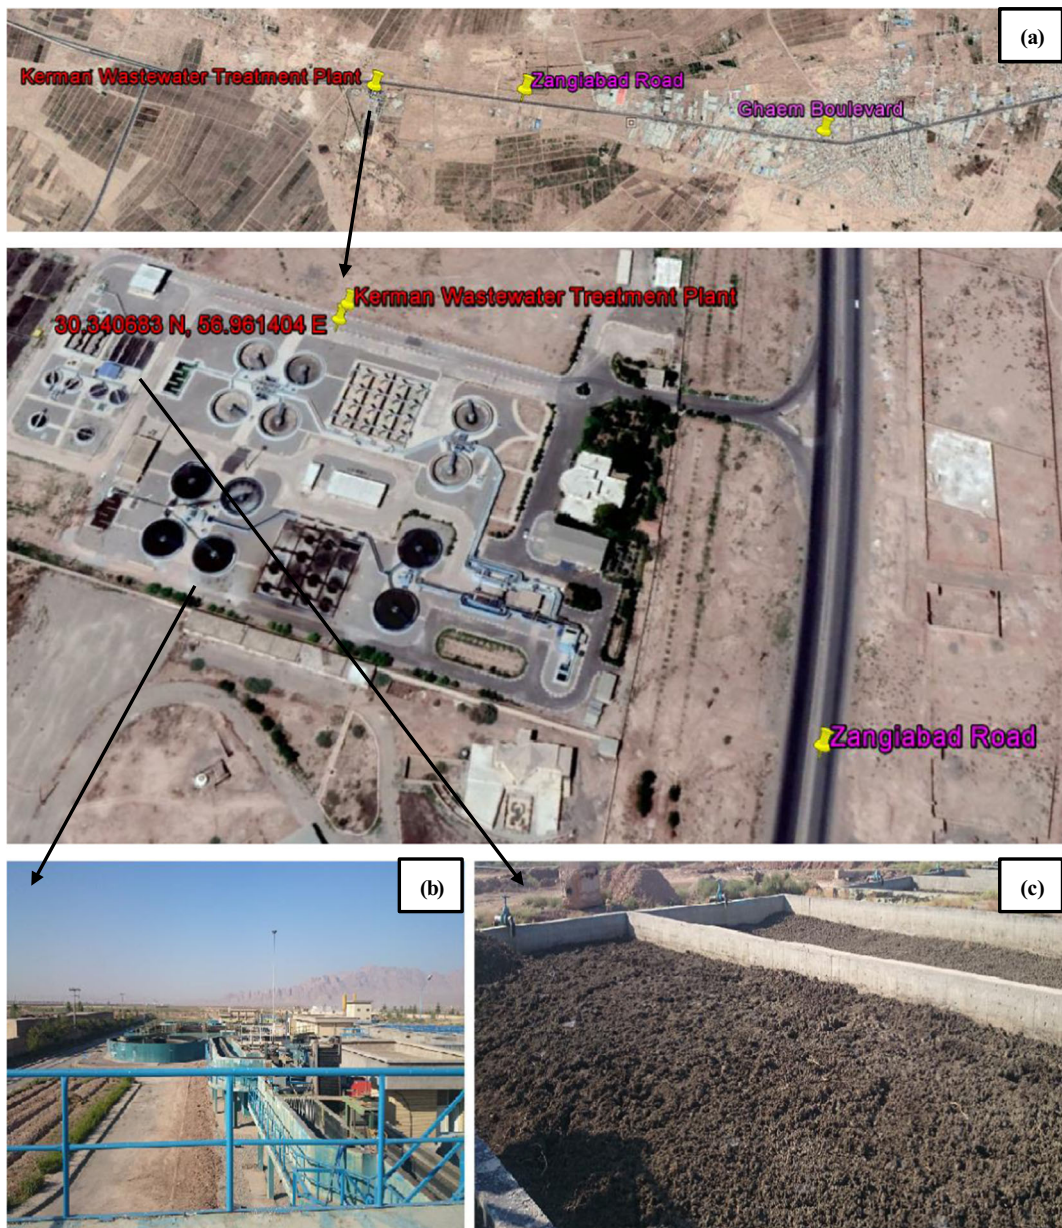 (a)
Kerman Wastewater Treatment Plant
Zangiabad Road
Ghaem Boulevard
Kerman Wastewater Treatment Plant
30.340683 N, 56.961404 E
Zangiabad Road
(b)
(c)